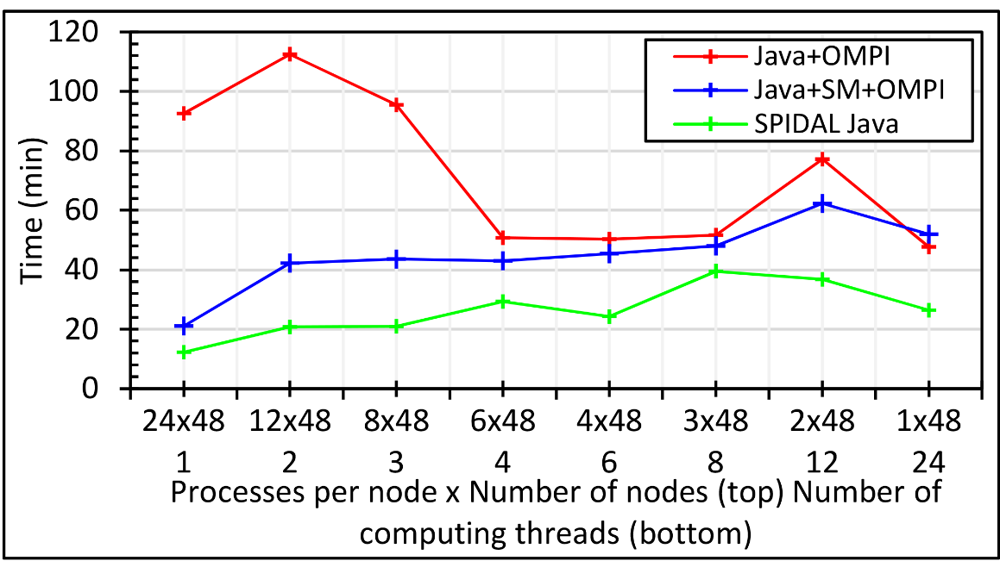 120
100
80
60
40
20
0
Time (min)
Java+OMPI
Java+SM+OMPI
SPIDAL Java
24x48 12x48 8x48 6x48 4x48 3x48 2x48 1x48
1 2 3 4 6 8 12 24
Processes per node x Number of nodes (top) Number of
computing threads (bottom)